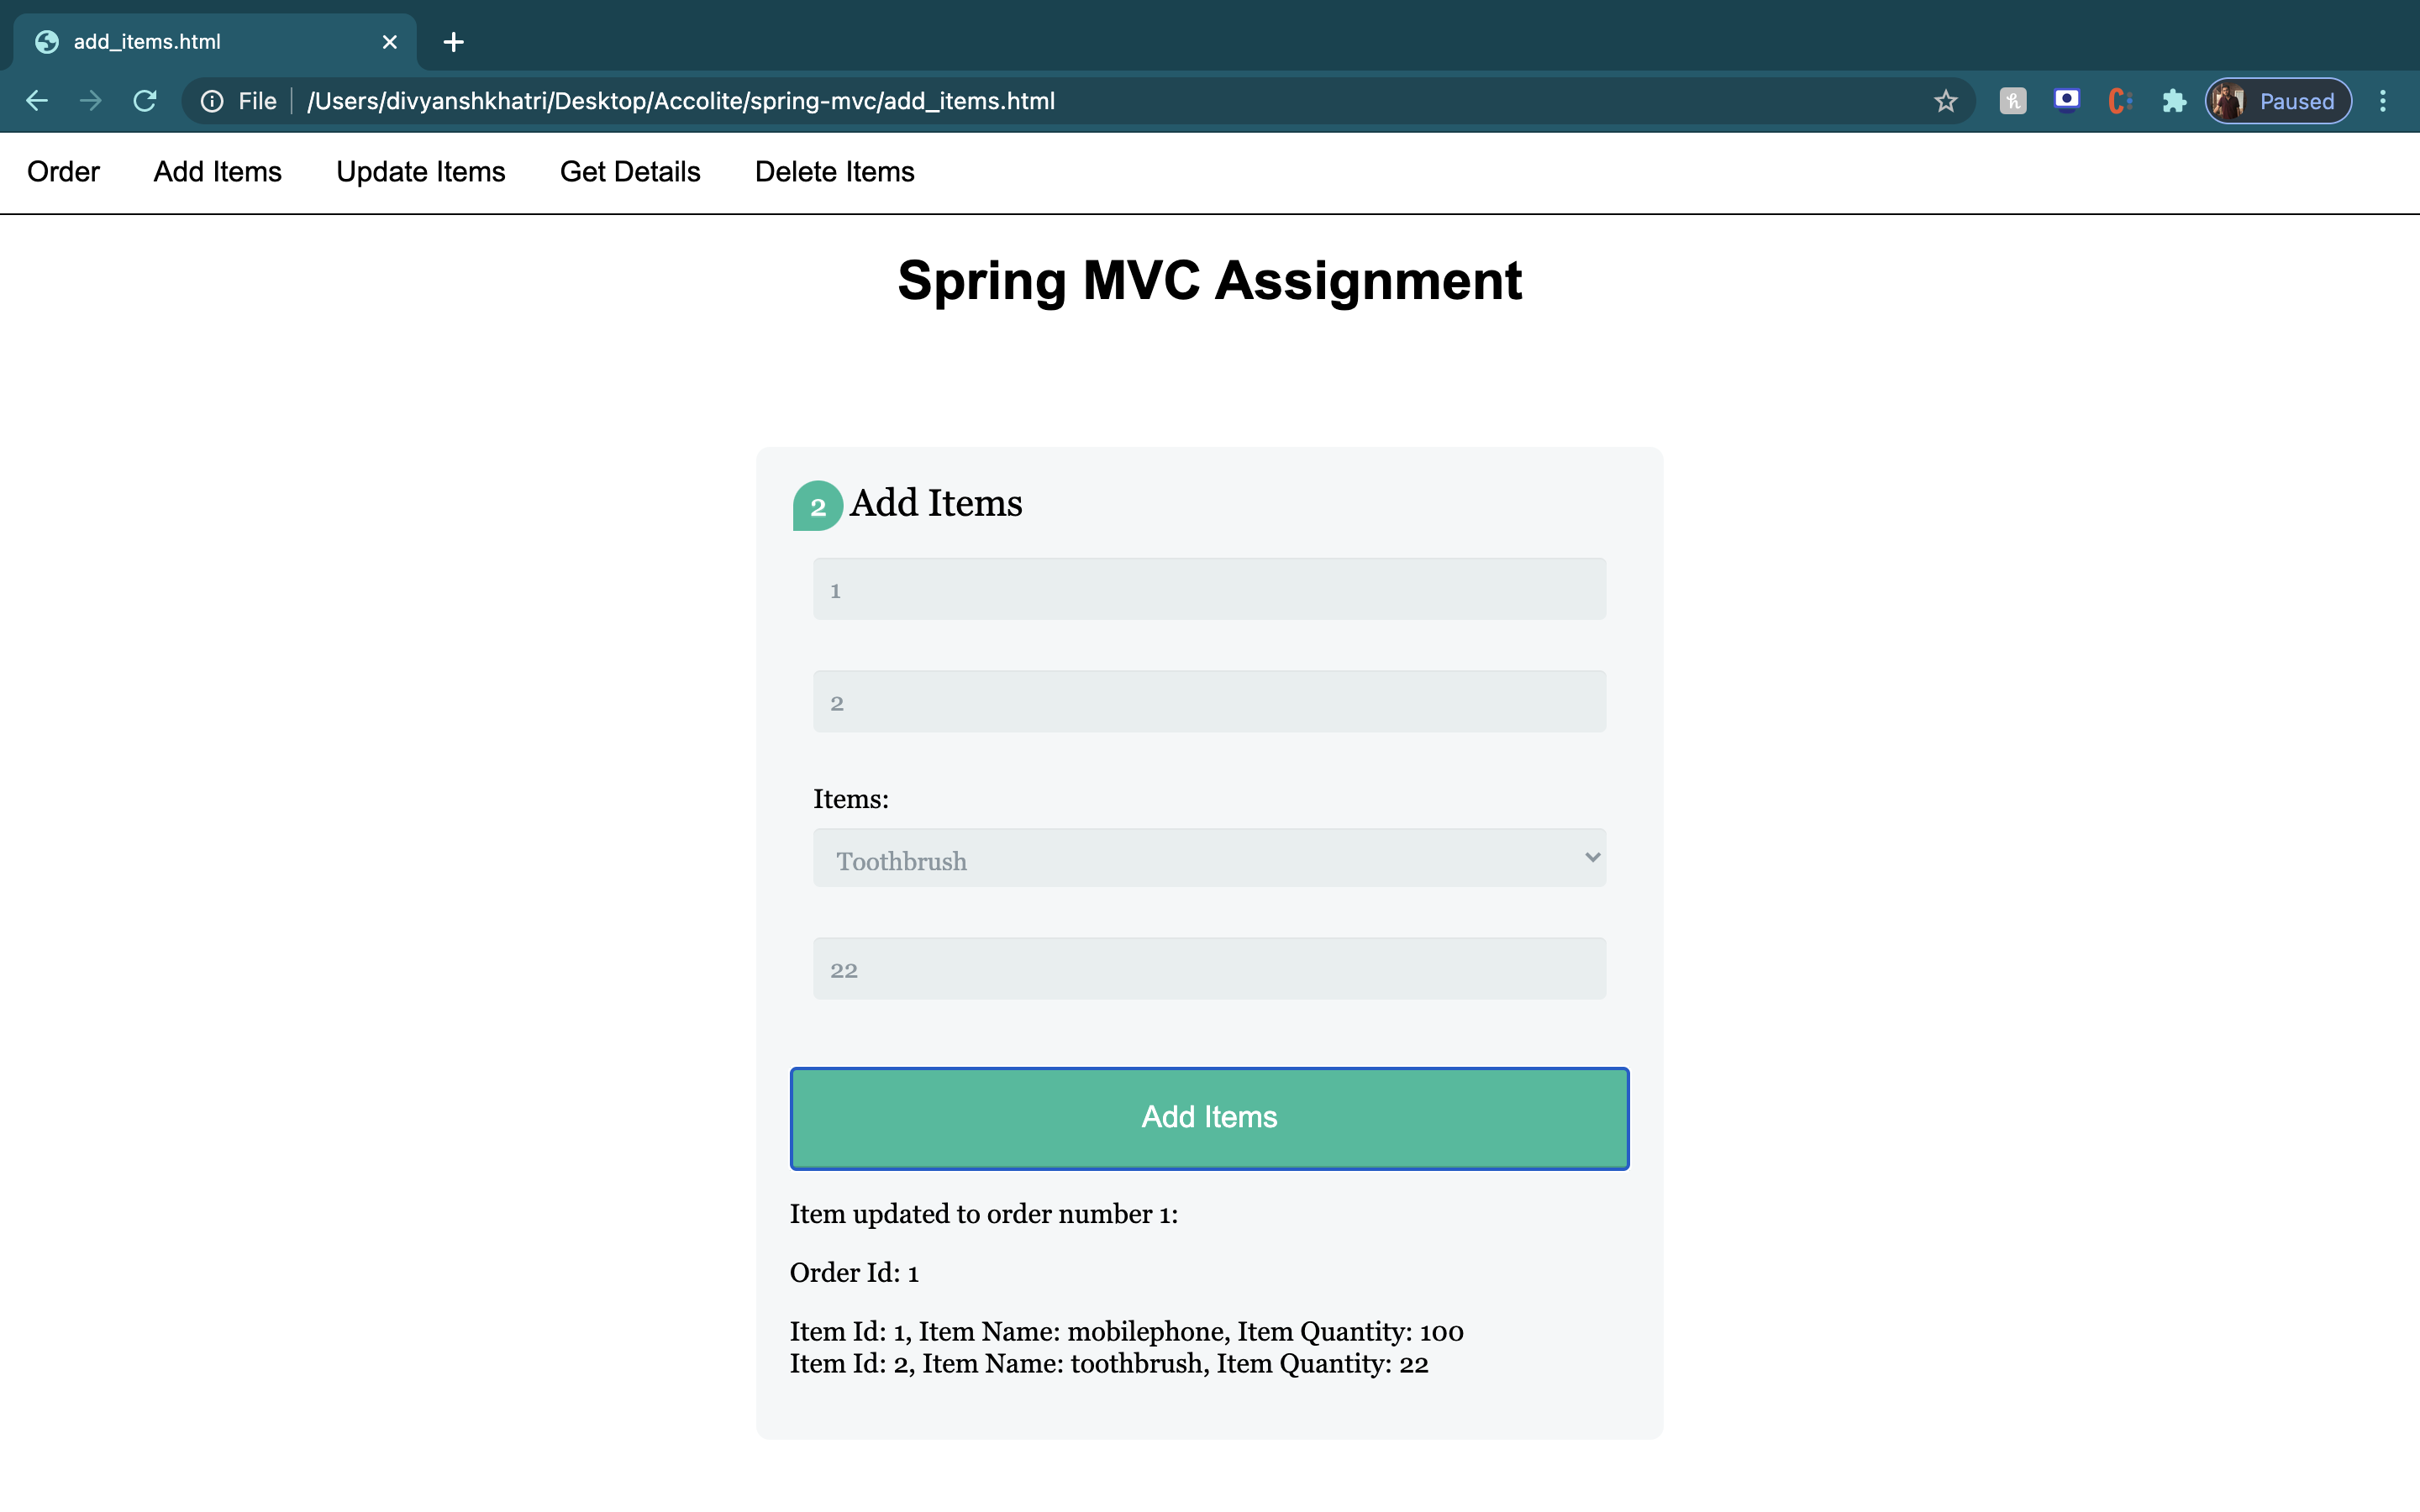 add_items.html
File /Users/divyanshkhatri/Desktop/Accolite/spring-mvc/add_items.html
Paused
Order Add Items Update Items Get Details Delete Items
Spring MVC Assignment
2 Add Items
1
2
Items:
Toothbrush
22
Add Items
Item updated to order number 1:
Order Id: 1
Item Id: 1, Item Name: mobilephone, Item Quantity: 100
Item Id: 2, Item Name: toothbrush, Item Quantity: 22